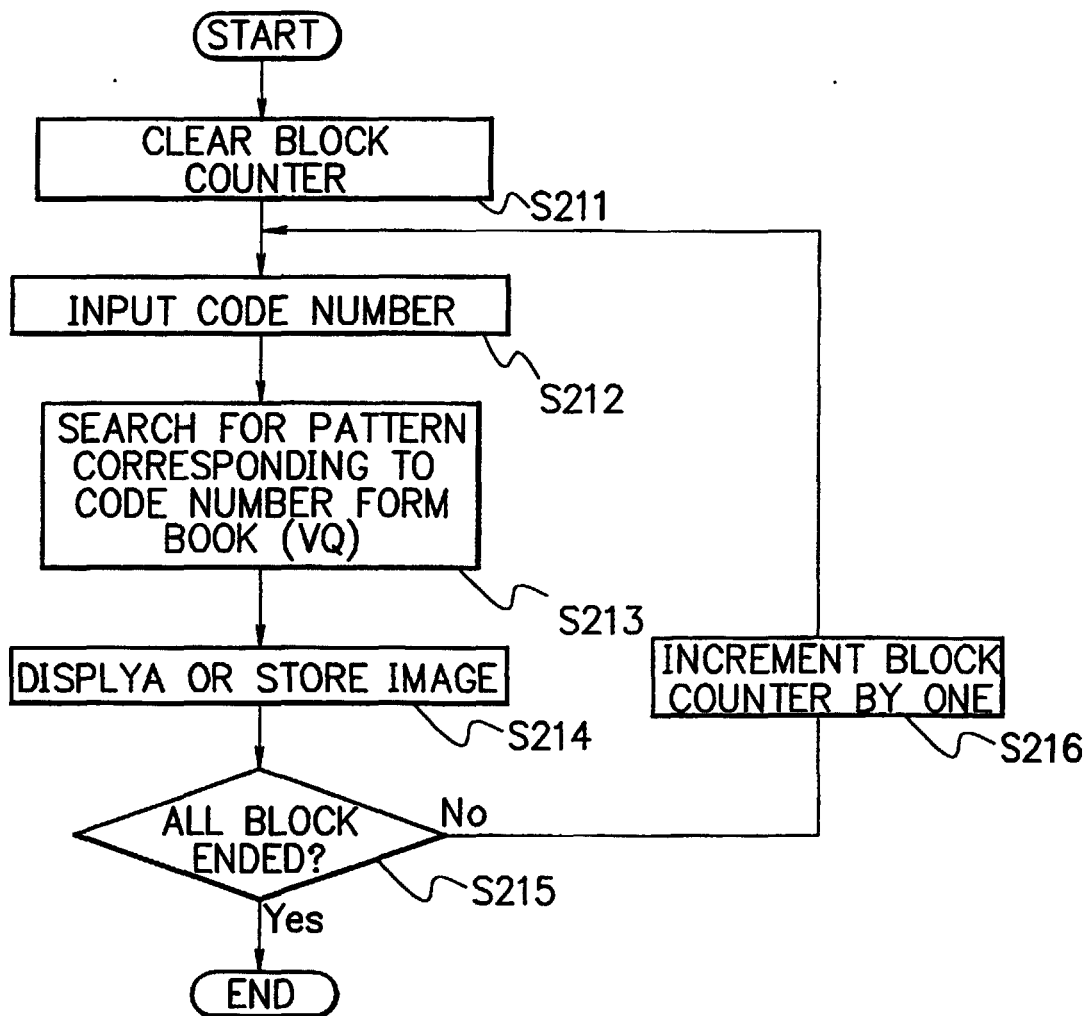 START
CLEAR BLOCK
COUNTER
S211
INPUT CODE NUMBER
S212
SEARCH FOR PATTERN
CORRESPONDING TO
CODE NUMBER FORM
BOOK (VQ)
S213
DISPLYA OR STORE IMAGE
S214
INCREMENT BLOCK
COUNTER BY ONE
S216
ALL BLOCK
ENDED?
No
S215
Yes
END